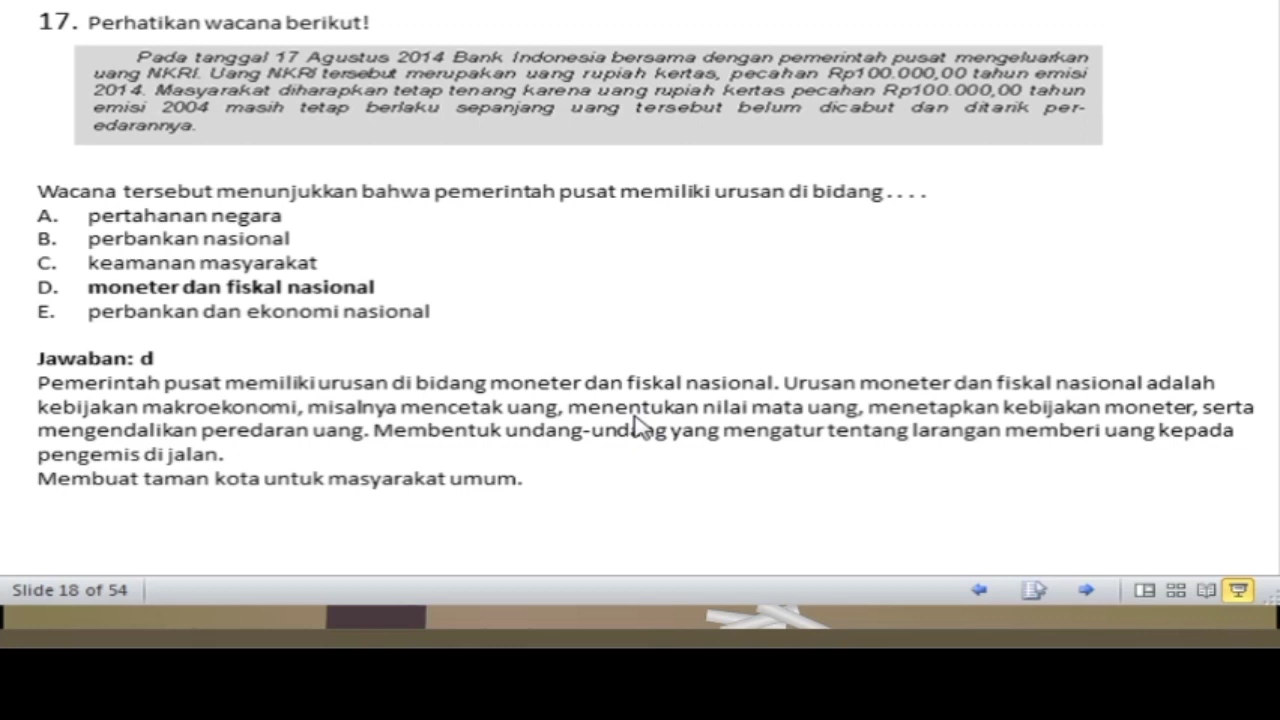 17. Perhatikan wacana berikut!
Pada tanggal 17 Agustus 2014 Bank Indonesia bersama dengan pemerintah pusat mengeluarkan
uang NKRI. Uang NKRI tersebut merupakan uang rupiah kertas, pecahan Rp100.000,00 tahun emisi
2014. Masyarakat diharapkan tetap tenang karena uang rupiah kertas pecahan Rp100.000,00 tahun
emisi 2004 masih tetap berlaku sepanjang uang tersebut belum dicabut dan ditarik per-
edarannya.
Wacana tersebut menunjukkan bahwa pemerintah pusat memiliki urusan di bidang . . . .
A. pertahanan negara
B. perbankan nasional
C. keamanan masyarakat
D. moneter dan fiskal nasional
E. perbankan dan ekonomi nasional
Jawaban: d
Pemerintah pusat memiliki urusan di bidang moneter dan fiskal nasional. Urusan moneter dan fiskal nasional adalah
kebijakan makroekonomi, misalnya mencetak uang, menentukan nilai mata uang, menetapkan kebijakan moneter, serta
mengendalikan peredaran uang. Membentuk undang-undang yang mengatur tentang larangan memberi uang kepada
pengemis di jalan.
Membuat taman kota untuk masyarakat umum.
Slide 18 of 54